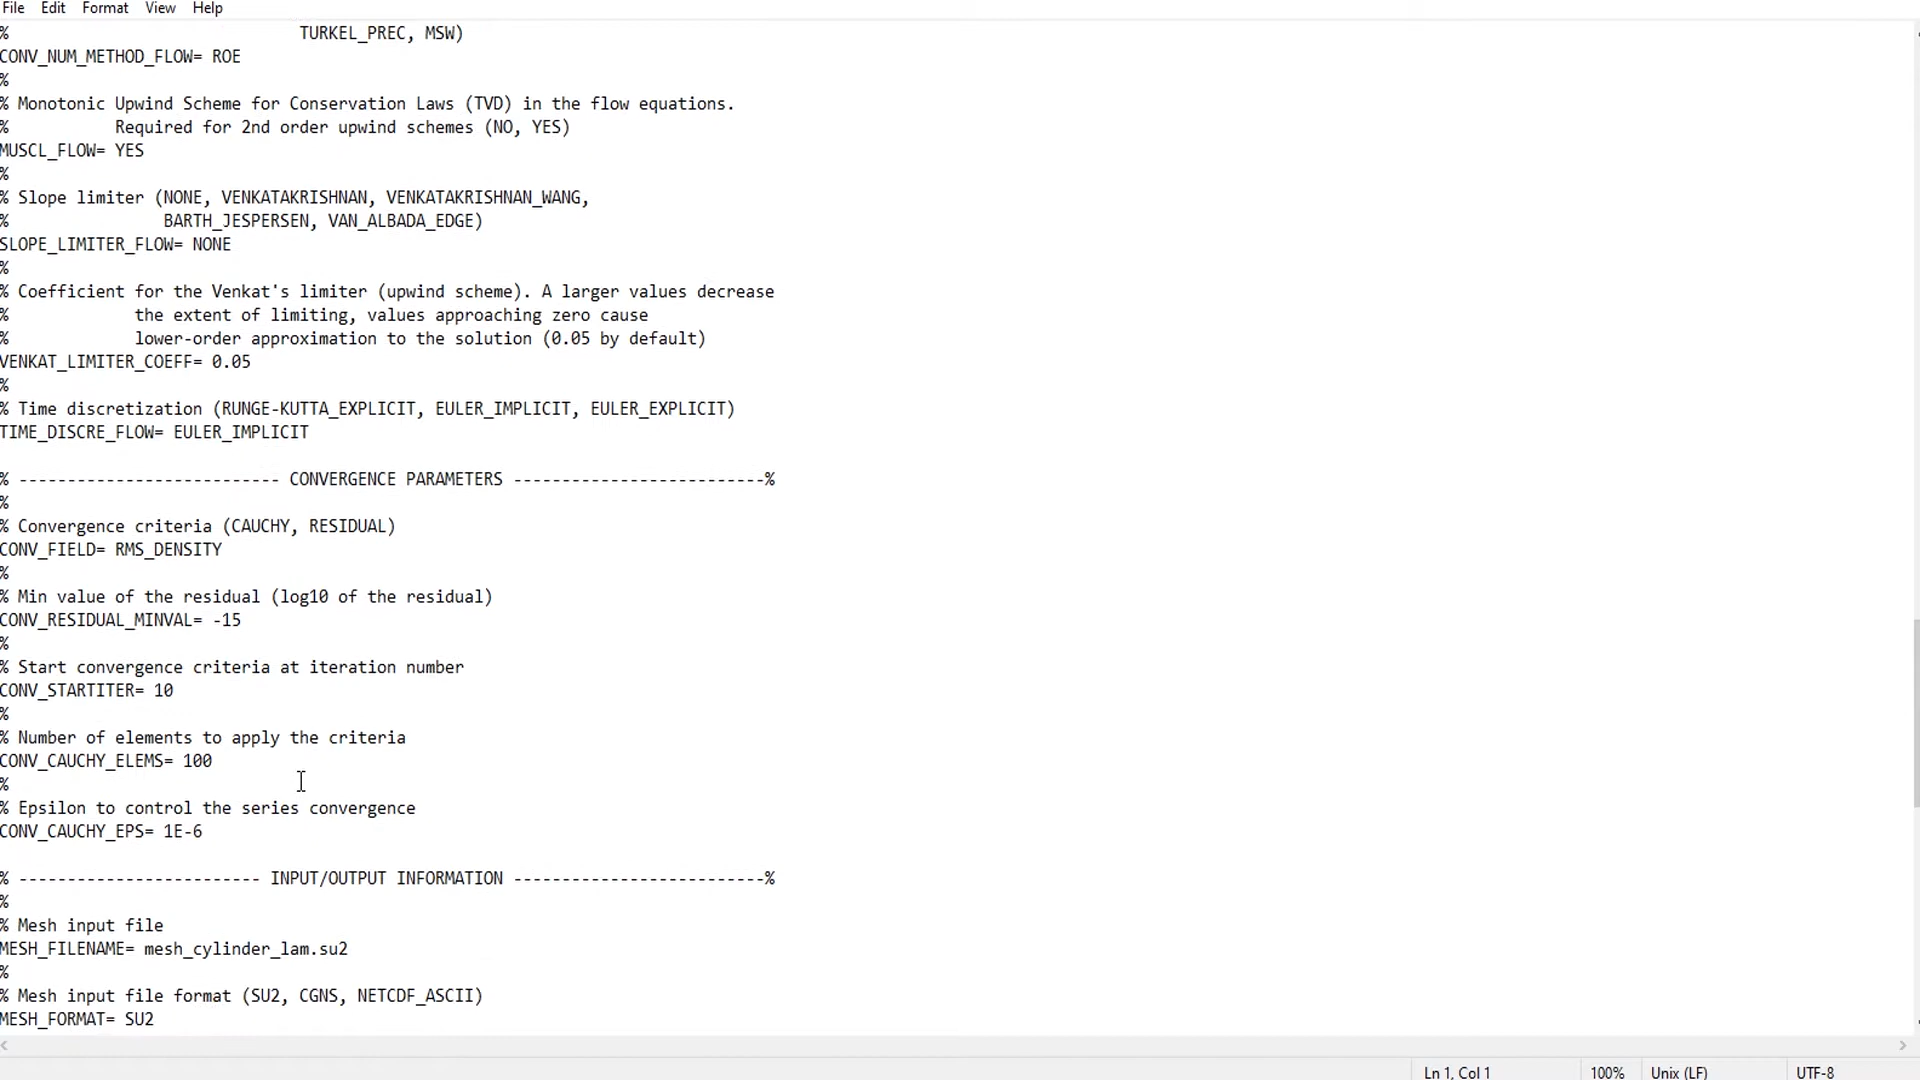 File Edit Format View Help
% TURKEL_PREC, MSW)
CONV_NUM_METHOD_FLOW= ROE
%
% Monotonic Upwind Scheme for Conservation Laws (TVD) in the flow equations.
% Required for 2nd order upwind schemes (NO, YES)
MUSCL_FLOW= YES
%
% Slope limiter (NONE, VENKATAKRISHNAN, VENKATAKRISHNAN_WANG,
% BARTH_JESPERSEN, VAN_ALBADA_EDGE)
SLOPE_LIMITER_FLOW= NONE
%
% Coefficient for the Venkat's limiter (upwind scheme). A larger values decrease
% the extent of limiting, values approaching zero cause
% lower-order approximation to the solution (0.05 by default)
VENKAT_LIMITER_COEFF= 0.05
%
% Time discretization (RUNGE-KUTTA_EXPLICIT, EULER_IMPLICIT, EULER_EXPLICIT)
TIME_DISCRE_FLOW= EULER_IMPLICIT
% --------------------------- CONVERGENCE PARAMETERS --------------------------%
%
% Convergence criteria (CAUCHY, RESIDUAL)
CONV_FIELD= RMS_DENSITY
%
% Min value of the residual (log10 of the residual)
CONV_RESIDUAL_MINVAL= -15
%
% Start convergence criteria at iteration number
CONV_STARTITER= 10
%
% Number of elements to apply the criteria
CONV_CAUCHY_ELEMS= 100
%
% Epsilon to control the series convergence
CONV_CAUCHY_EPS= 1E-6
% ------------------------- INPUT/OUTPUT INFORMATION --------------------------%
%
% Mesh input file
MESH_FILENAME= mesh_cylinder_lam.su2
%
% Mesh input file format (SU2, CGNS, NETCDF_ASCII)
MESH_FORMAT= SU2
Ln 1, Col 1 100% Unix (LF) UTF-8